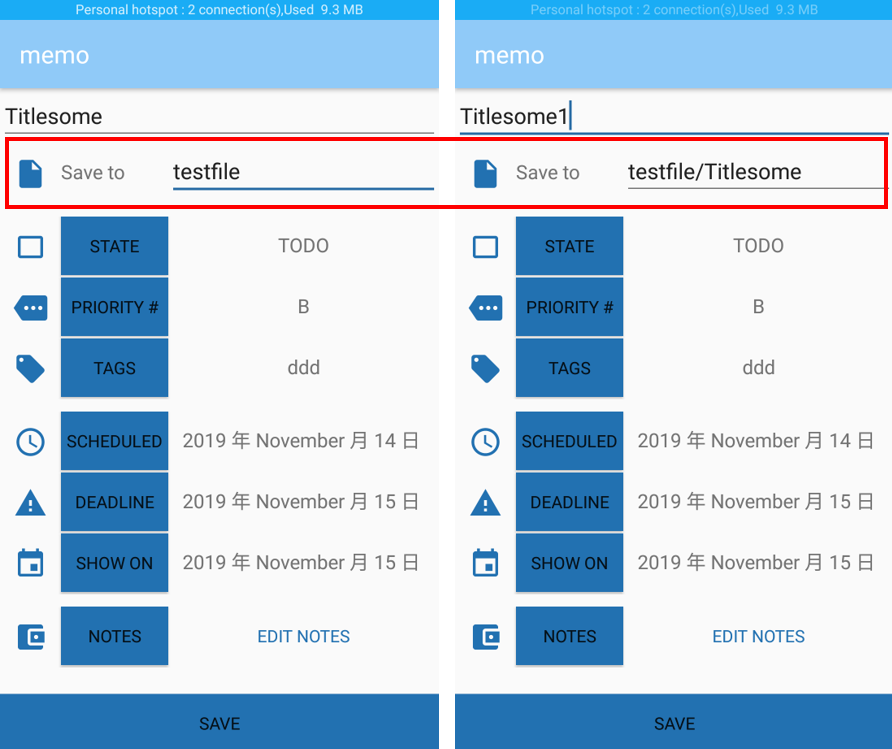 Personal hotspot : 2 connection(s),Used  9.3 MB
memo
Titlesome
Save to testfile
STATE TODO
PRIORITY # B
TAGS ddd
SCHEDULED 2019 年 November 月 14 日
DEADLINE 2019 年 November 月 15 日
SHOW ON 2019 年 November 月 15 日
NOTES EDIT NOTES
SAVE
Personal hotspot : 2 connection(s),Used  9.3 MB
memo
Titlesome1
Save to testfile/Titlesome
STATE TODO
PRIORITY # B
TAGS ddd
SCHEDULED 2019 年 November 月 14 日
DEADLINE 2019 年 November 月 15 日
SHOW ON 2019 年 November 月 15 日
NOTES EDIT NOTES
SAVE